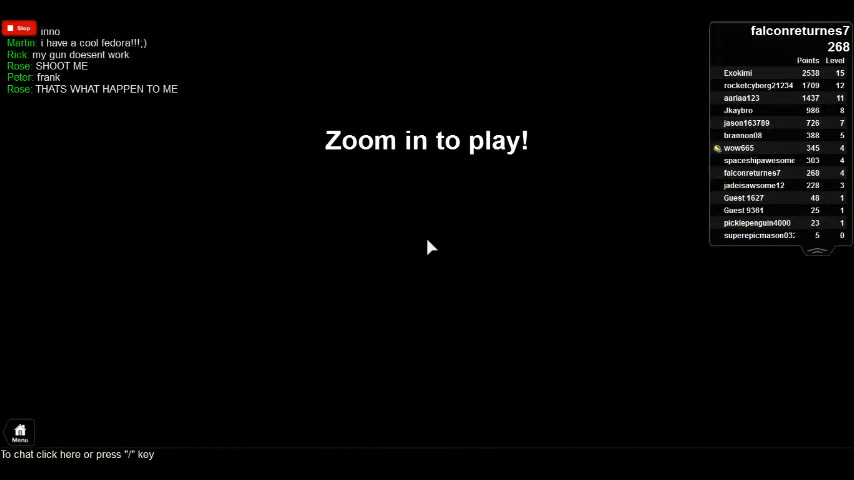 Stop
inno
Martin: i have a cool fedora!!!;)
Rick: my gun doesent work
Rose: SHOOT ME
Peter: frank
Rose: THATS WHAT HAPPEN TO ME
Zoom in to play!
falconreturnes7
268
Points Level
Exokimi 2538 15
rocketcyborg21234 1709 12
aariaa123 1437 11
Jkaybro 986 8
jason163789 726 7
brannon08 388 5
wow665 345 4
spaceshipawesome 303 4
falconreturnes7 268 4
jadeisawsome12 228 3
Guest 1627 48 1
Guest 9361 25 1
picklepenguin4000 23 1
superepicmason032 5 0
Menu
To chat click here or press "/" key